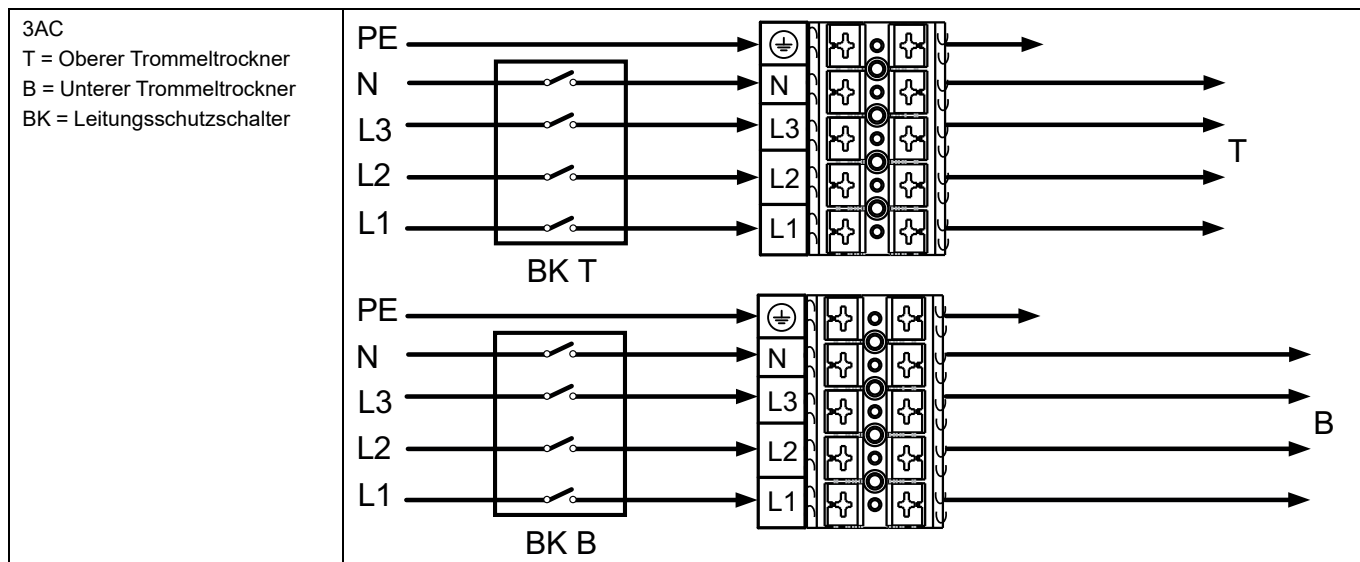 3AC
T = Oberer Trommeltrockner
B = Unterer Trommeltrockner
BK = Leitungsschutzschalter
PE
N
N
L3
L3
T
L2
L2
L1
L1
BK T
PE
N
N
L3
L3
B
L2
L2
L1
L1
BK B